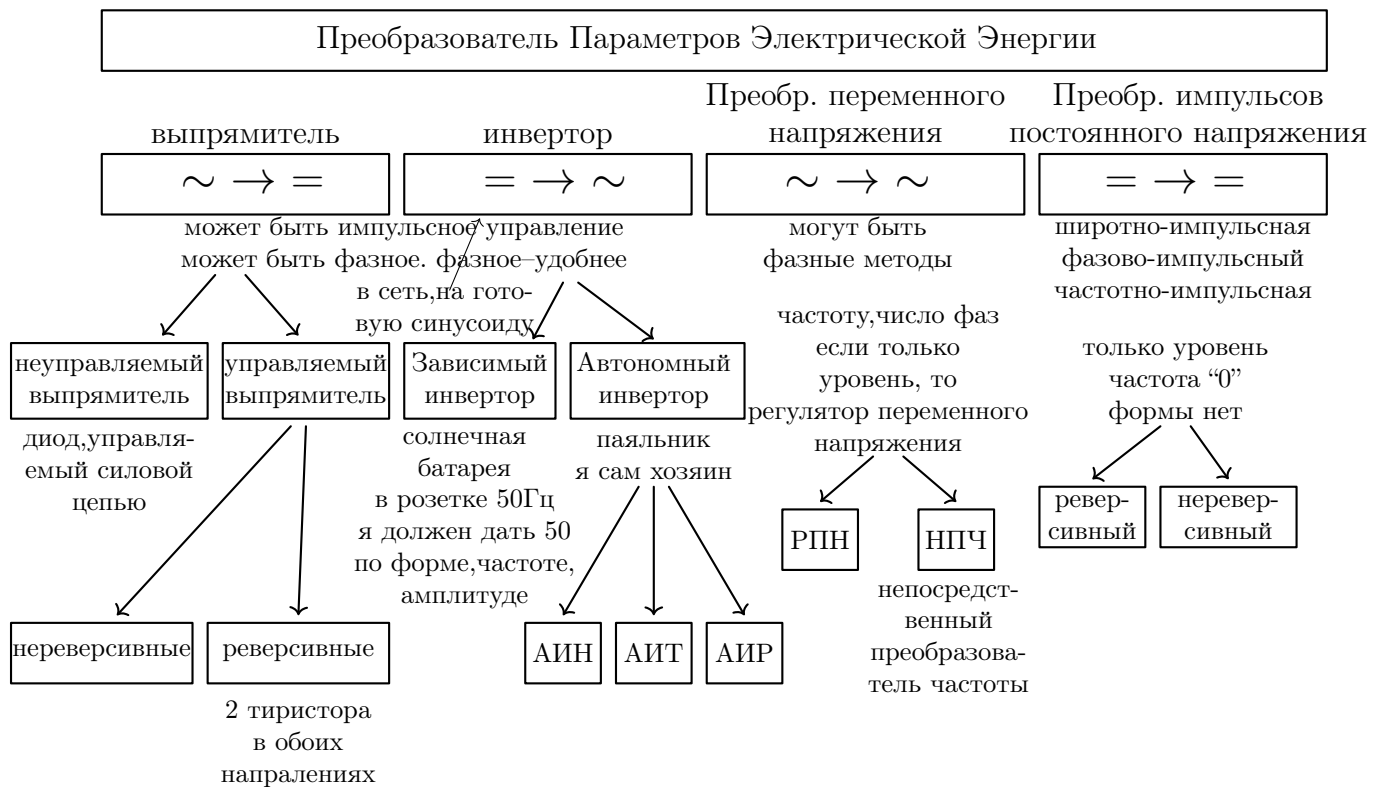 Преобразователь Параметров Электрической Энергии
выпрямитель
∼ → =
инвертор
= → ∼
Преобр. переменного
напряжения
∼ → ∼
Преобр. импульсов
постоянного напряжения
= → =
может быть импульсное управление
может быть фазное. фазное–удобнее
в сеть,на гото-
вую синусоиду
могут быть
фазные методы
широтно-импульсная
фазово-импульсный
частотно-импульсная
частоту,число фаз
если только
уровень, то
регулятор переменного
напряжения
только уровень
частота “0”
формы нет
неуправляемый
выпрямитель
управляемый
выпрямитель
Зависимый
инвертор
Автономный
инвертор
диод,управля-
емый силовой
цепью
солнечная
батарея
в розетке 50Гц
я должен дать 50
по форме,частоте,
амплитуде
паяльник
я сам хозяин
РПН
НПЧ
ревер-
сивный
неревер-
сивный
непосредст-
венный
преобразова-
тель частоты
нереверсивные
реверсивные
АИН
АИТ
АИР
2 тиристора
в обоих
напралениях